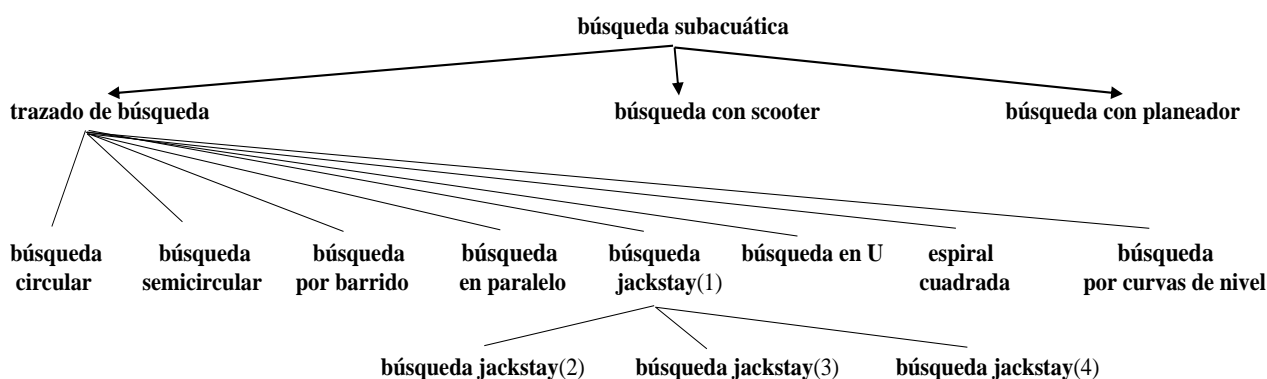 búsqueda subacuática
trazado de búsqueda búsqueda con scooter búsqueda con planeador
búsqueda circular
búsqueda semicircular
búsqueda por barrido
búsqueda en paralelo
búsqueda jackstay(1)
búsqueda en U
espiral cuadrada
búsqueda por curvas de nivel
búsqueda jackstay(2) búsqueda jackstay(3) búsqueda jackstay(4)